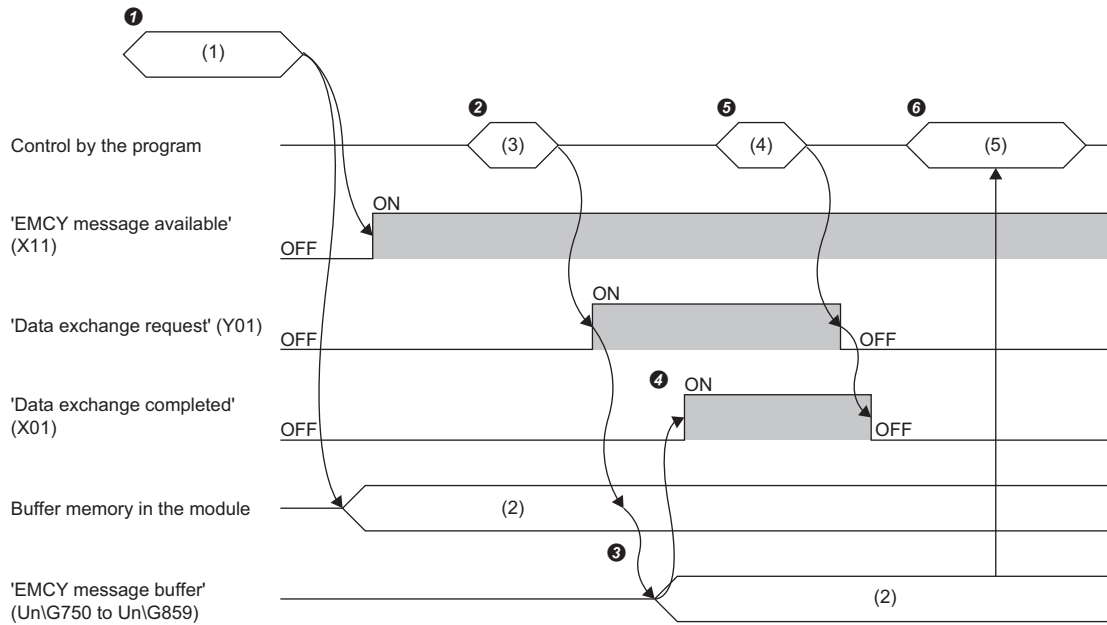 ❶
(1)
❷
❺
❻
Control by the program
(3)
(4)
(5)
ON
'EMCY message available'
(X11)
OFF
ON
'Data exchange request' (Y01)
OFF
OFF
❹
ON
'Data exchange completed'
(X01)
OFF
OFF
Buffer memory in the module
(2)
❸
'EMCY message buffer'
(Un\G750 to Un\G859)
(2)